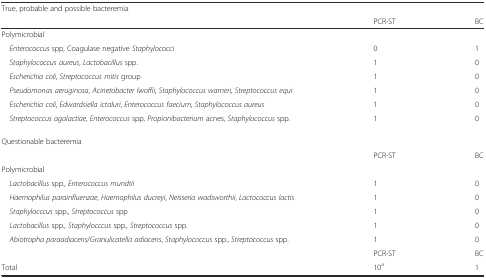 True, probable and possible bacteremia
PCR-ST BC
Polymicrobial
Enterococcus spp, Coagulase negative Staphylococci 0 1
Staphylococcus aureus, Lactobacillus spp. 1 0
Escherichia coli, Streptococcus mitis group 1 0
Pseudomonas aeruginosa, Acinetobacter lwoffii, Staphylococcus warneri, Streptococcus equi 1 0
Escherichia coli, Edwardsiella ictaluri, Enterococcus faecium, Staphylococcus aureus 1 0
Streptococcus agalactiae, Enterococcus spp, Propionibacterium acnes, Staphylococcus spp. 1 0
Questionable bacteremia
PCR-ST BC
Polymicrobial
Lactobacillus spp., Enterococcus mundtii 1 0
Haemophilus parainfluenzae, Haemophilus ducreyi, Neisseria wadsworthii, Lactococcus lactis 1 0
Staphylococcus spp., Streptococcus spp 1 0
Lactobacillus spp., Staphylococcus spp., Streptococcus spp. 1 0
Abiotropha paraadiacens/Granulicatella adiacens, Staphylococcus spp., Streptococcus spp. 1 0
PCR-ST BC
Total 10a 1